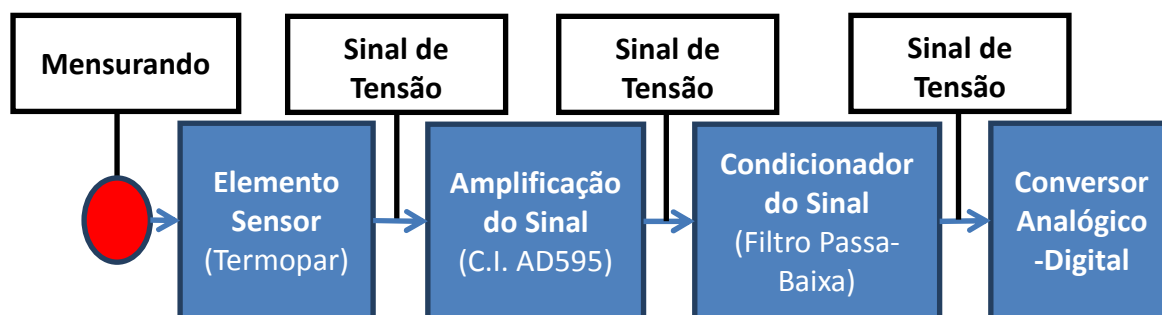 Mensurando
Sinal de
Tensão
Sinal de
Tensão
Sinal de
Tensão
Elemento
Sensor
(Termopar)
Amplificação
do Sinal
(C.I. AD595)
Condicionador
do Sinal
(Filtro Passa-
Baixa)
Conversor
Analógico
-Digital